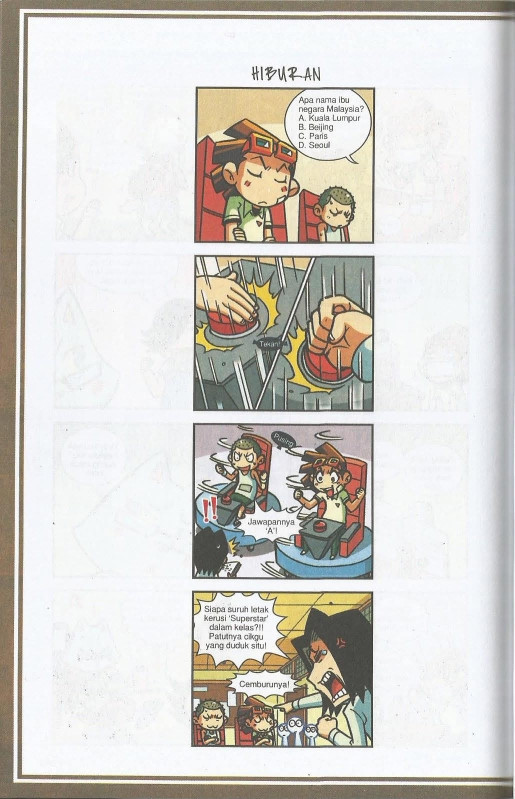 HIBURAN
Apa nama ibu
negara Malaysia?
A. Kuala Lumpur
B. Beijing
C. Paris
D. Seoul
Tekan!
Pusing
!!
Jawapannya
'A'!
Siapa suruh letak
kerusi 'Superstar'
dalam kelas?!!
Patutnya cikgu
yang duduk situ!
Cemburunya!